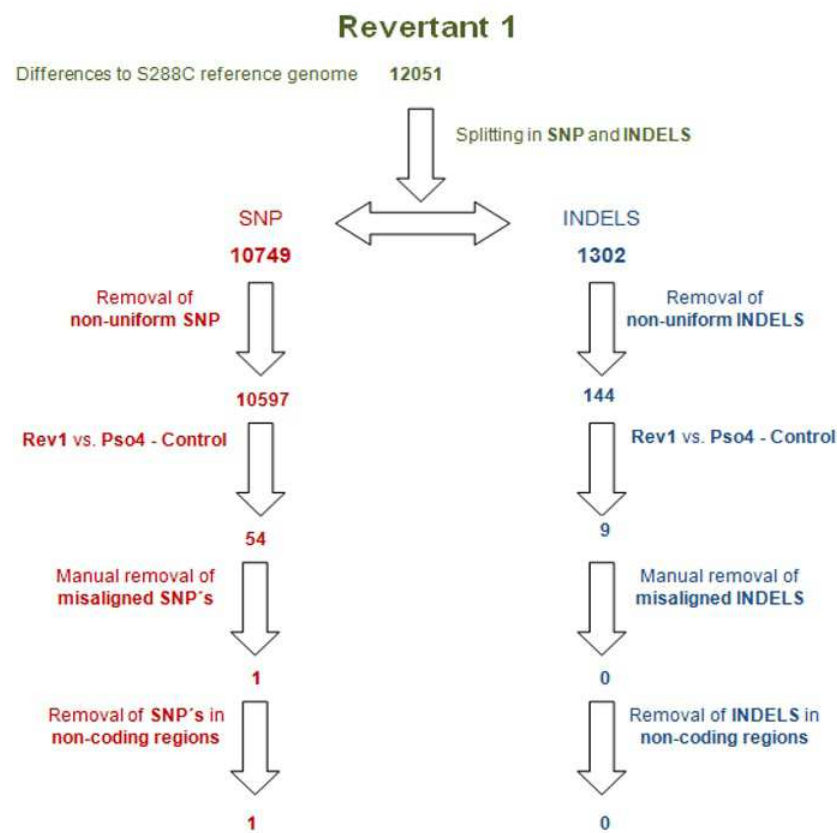 Revertant 1
Differences to S288C reference genome 12051
Splitting in SNP and INDELS
SNP
INDELS
10749
1302
Removal of
non-uniform SNP
Removal of
non-uniform INDELS
10597
144
Rev1 vs. Pso4 - Control
Rev1 vs. Pso4 - Control
54
9
Manual removal of
misaligned SNP´s
Manual removal of
misaligned INDELS
1
0
Removal of SNP´s in
non-coding regions
Removal of INDELS in
non-coding regions
1
0